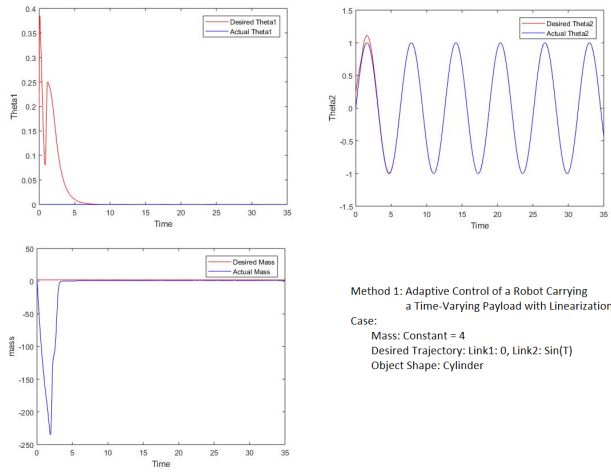 Desired Theta1
Actual Theta1
0.4
0.35
0.3
0.25
0.2
0.15
0.1
0.05
0
Theta1
0 5 10 15 20 25 30 35
Time
Desired Theta2
Actual Theta2
1.5
1
0.5
0
-0.5
-1
-1.5
Theta2
0 5 10 15 20 25 30 35
Time
Desired Mass
Actual Mass
50
0
-50
-100
-150
-200
-250
mass
0 5 10 15 20 25 30 35
Time
Method 1: Adaptive Control of a Robot Carrying
a Time-Varying Payload with Linearization
Case:
Mass: Constant = 4
Desired Trajectory: Link1: 0, Link2: Sin(T)
Object Shape: Cylinder